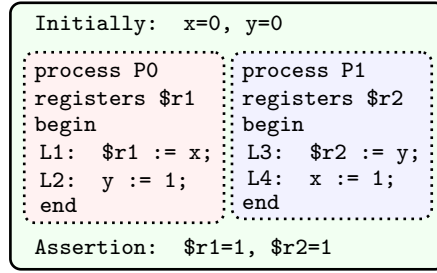 Initially: x=0, y=0
process P0
registers $r1
begin
L1: $r1 := x;
L2: y := 1;
end
process P1
registers $r2
begin
L3: $r2 := y;
L4: x := 1;
end
Assertion: $r1=1, $r2=1